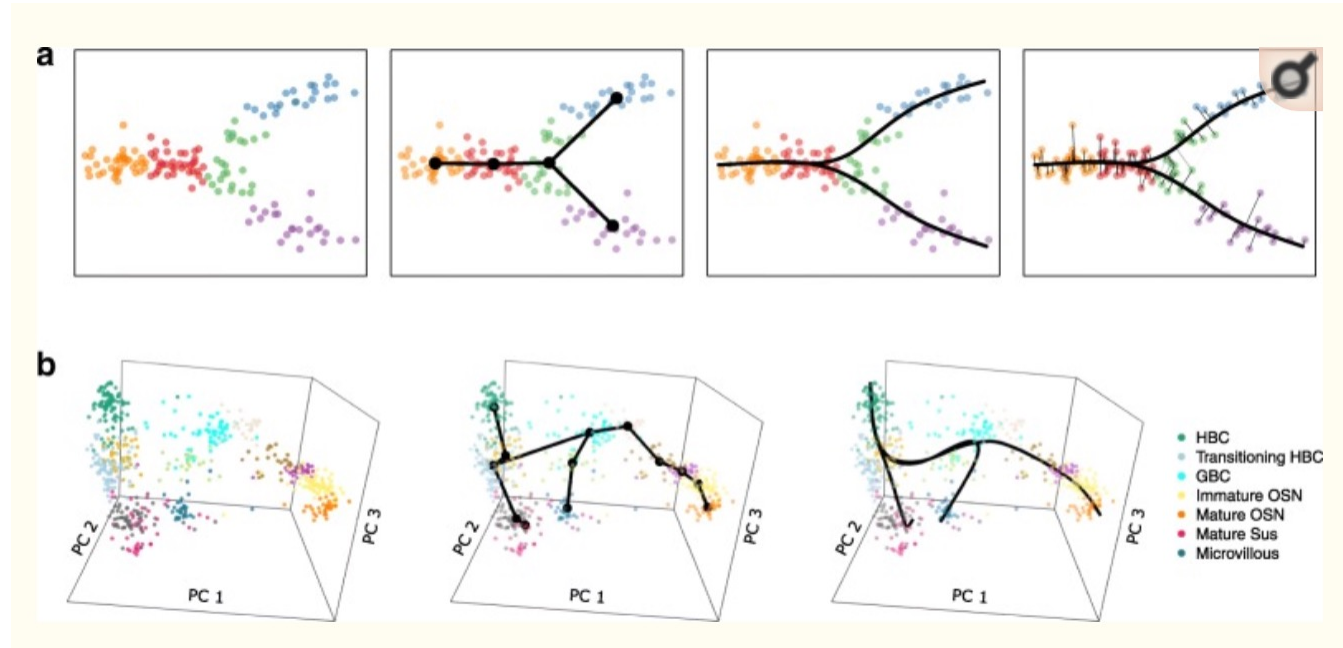 a
b
PC 2
PC 1
PC 3
PC 2
PC 1
PC 3
PC 2
PC 1
PC 3
HBC
Transitioning HBC
GBC
Immature OSN
Mature OSN
Mature Sus
Microvillous